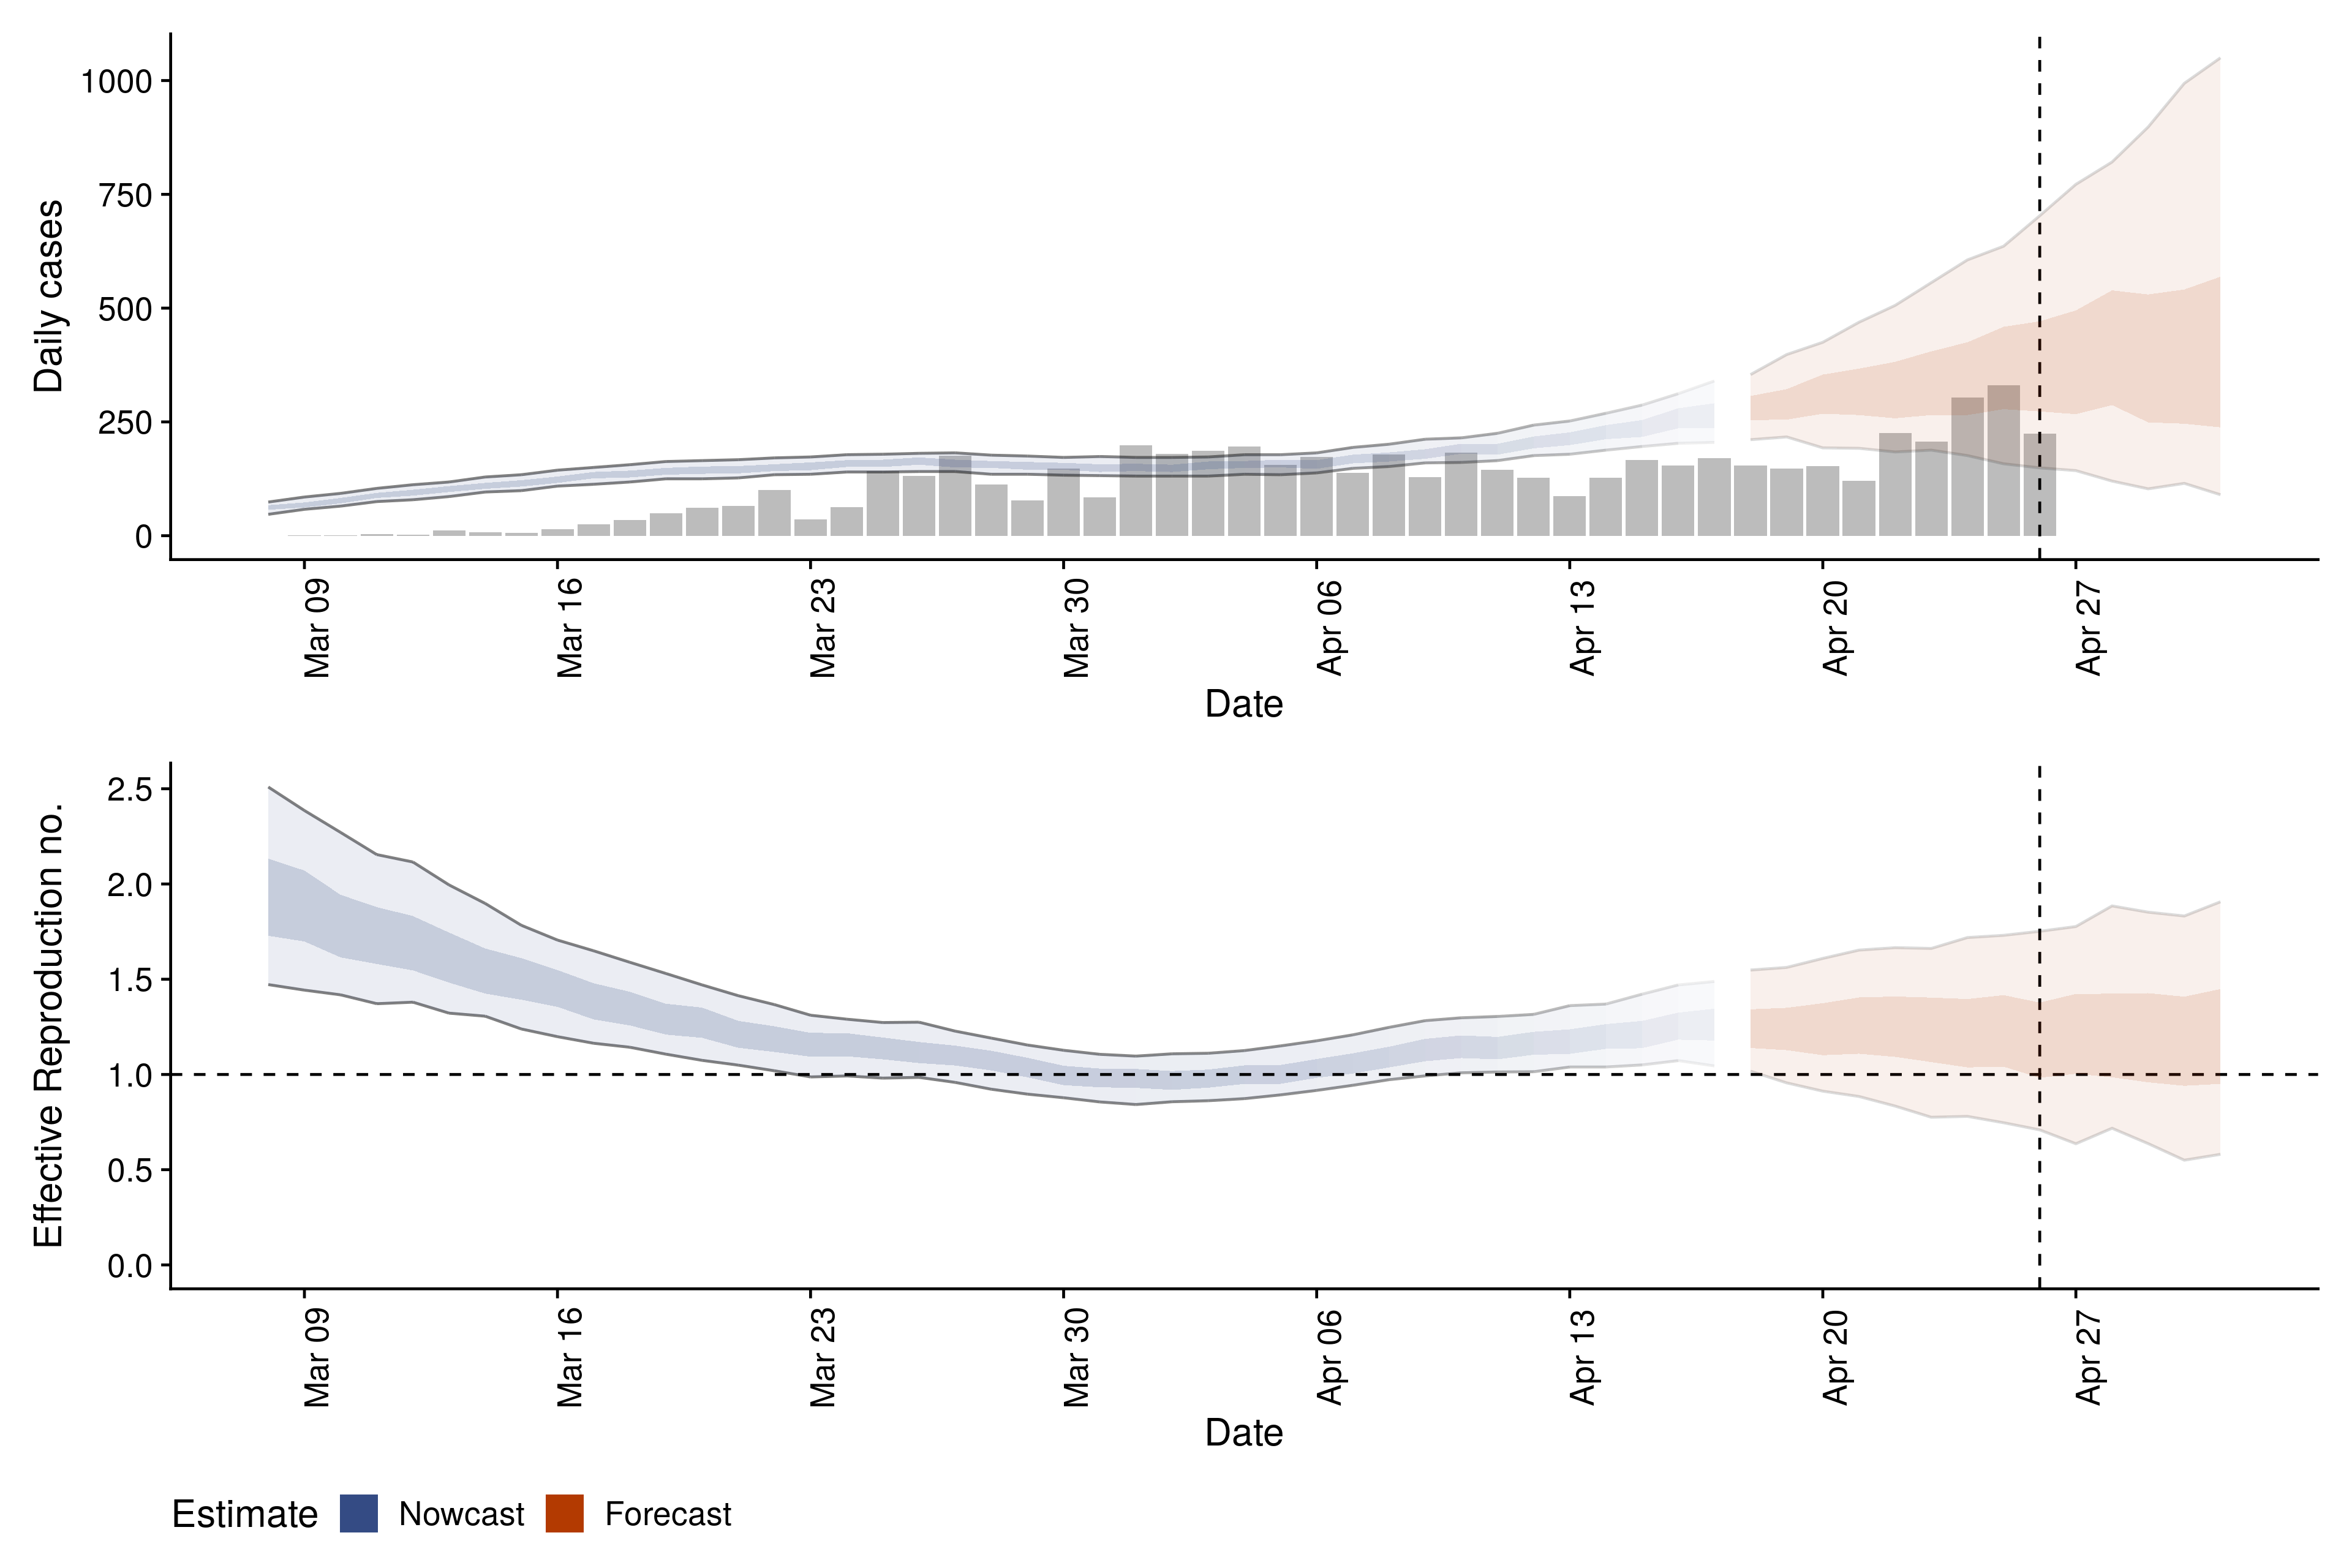 Daily cases
1000
750
500
250
0
Mar 09
Mar 16
Mar 23
Mar 30
Apr 06
Apr 13
Apr 20
Apr 27
Date
Effective Reproduction no.
2.5
2.0
1.5
1.0
0.5
0.0
Mar 09
Mar 16
Mar 23
Mar 30
Apr 06
Apr 13
Apr 20
Apr 27
Date
Estimate Nowcast Forecast